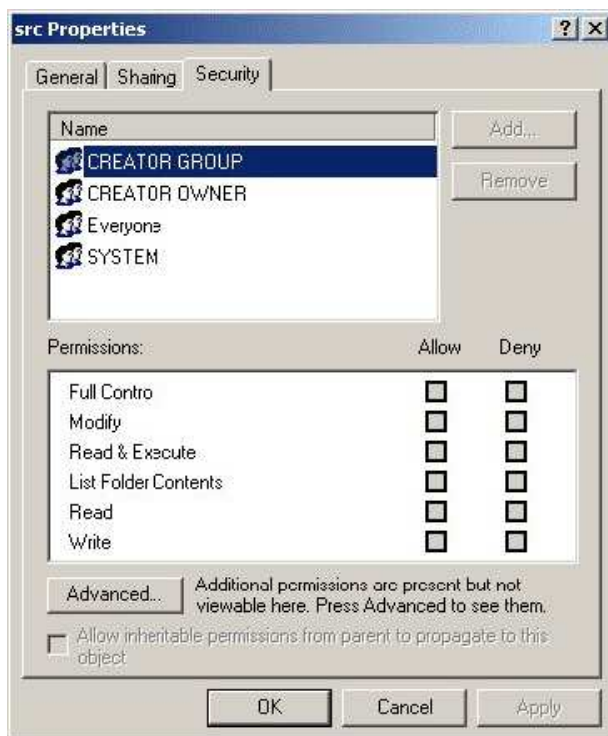 src Properties
General Sharing Security
Name
Add...
CREATOR GROUP
Remove
CREATOR OWNER
Everyone
SYSTEM
Permissions: Allow Deny
Full Contro
Modify
Read & Execute
List Folder Contents
Read
Write
Advanced...
Additional permissions are present but not
viewable here. Press Advanced to see them.
Allow inheritable permissions from parent to propagate to this
object
OK Cancel Apply